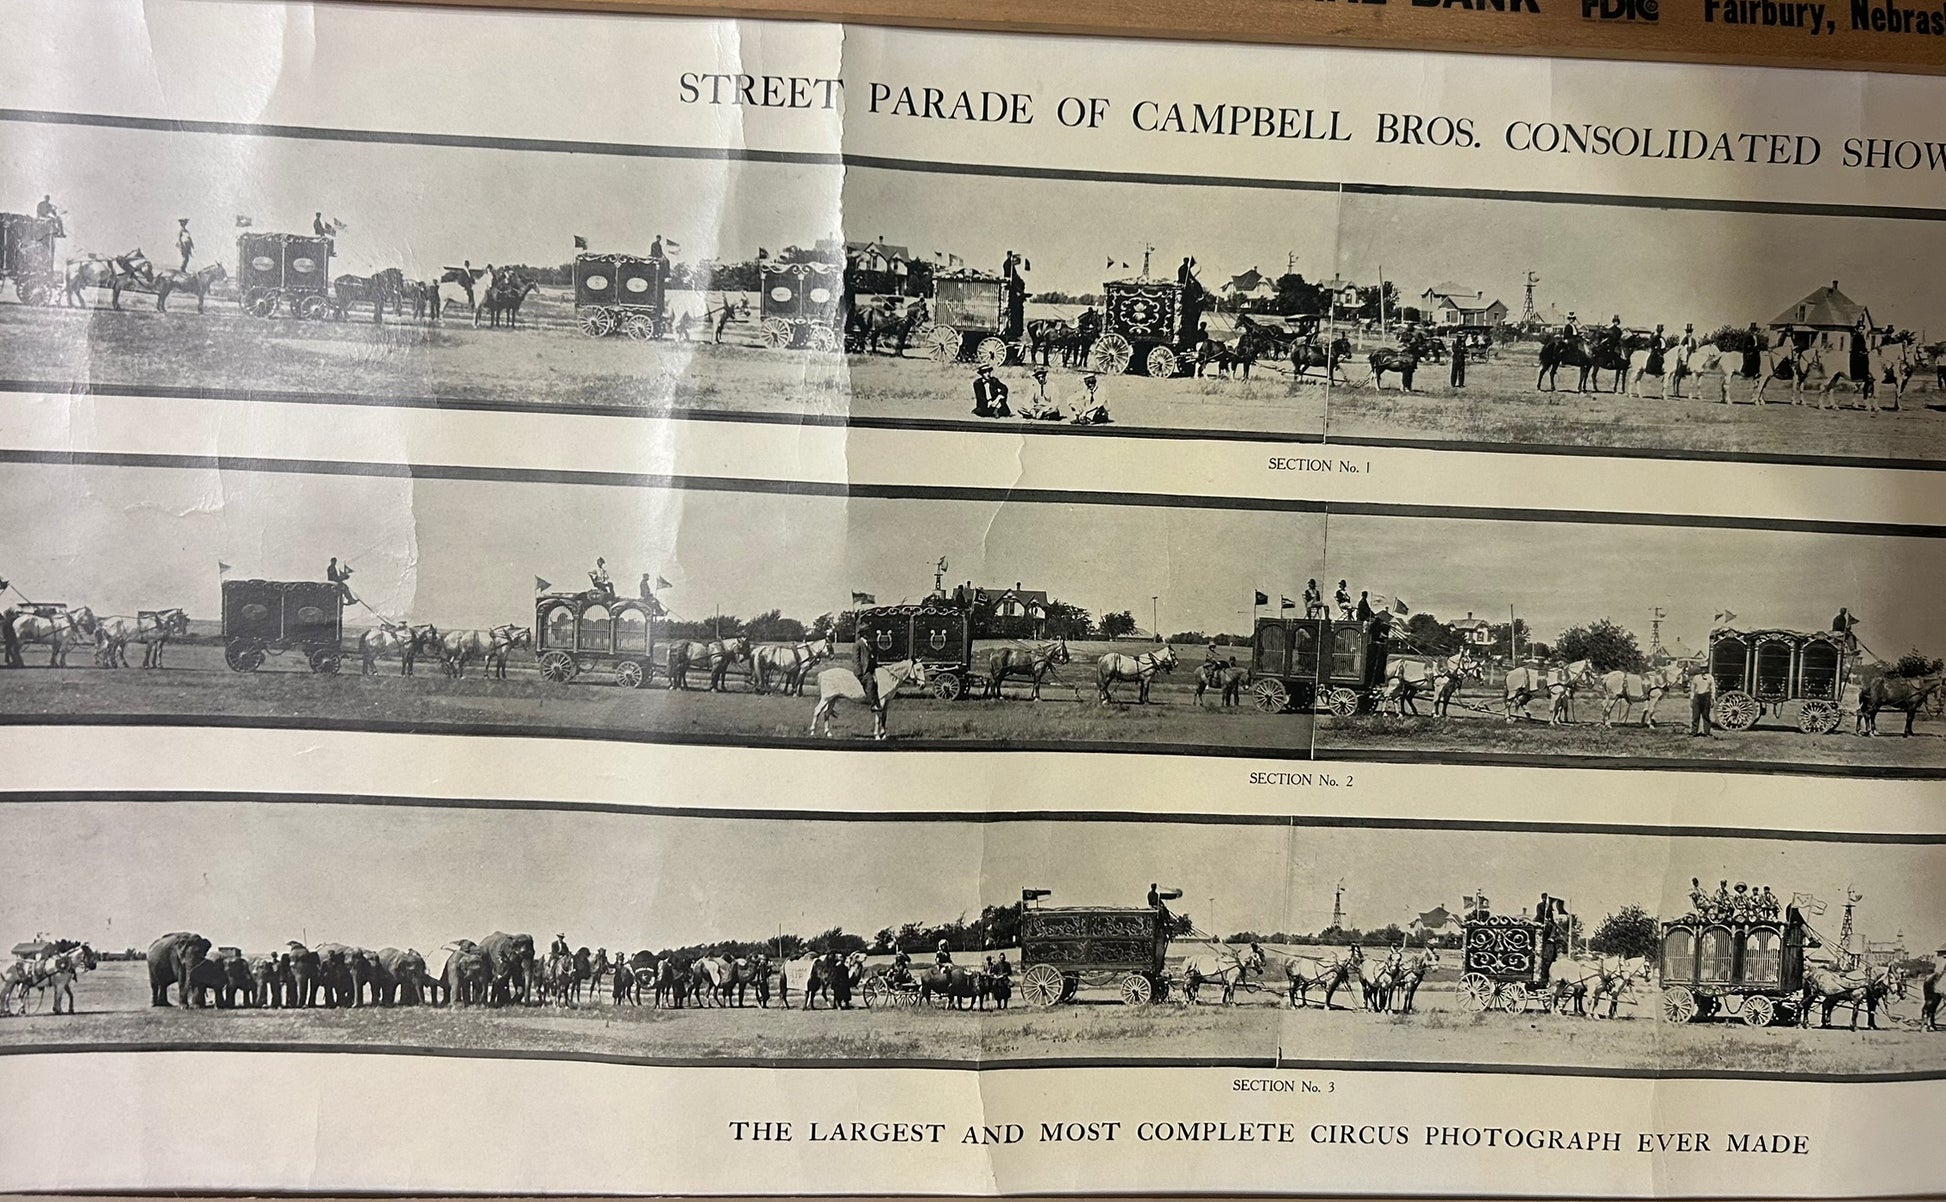 BANK FDIC Fairbury, Nebras
STREET PARADE OF CAMPBELL BROS. CONSOLIDATED SHOW
SECTION No. 1
SECTION No. 2
SECTION No. 3
THE LARGEST AND MOST COMPLETE CIRCUS PHOTOGRAPH EVER MADE